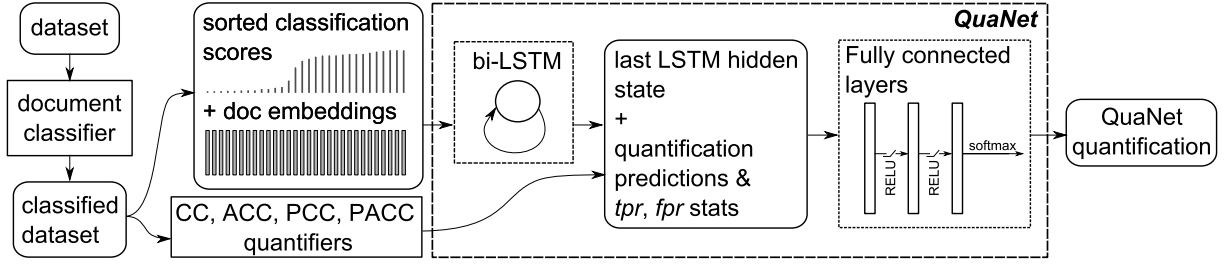 dataset
document
classifier
classified
dataset
sorted classification
scores
+ doc embeddings
CC, ACC, PCC, PACC
quantifiers
QuaNet
bi-LSTM
last LSTM hidden
state
+
quantification
predictions &
tpr, fpr stats
Fully connected
layers
RELU
RELU
softmax
QuaNet
quantification